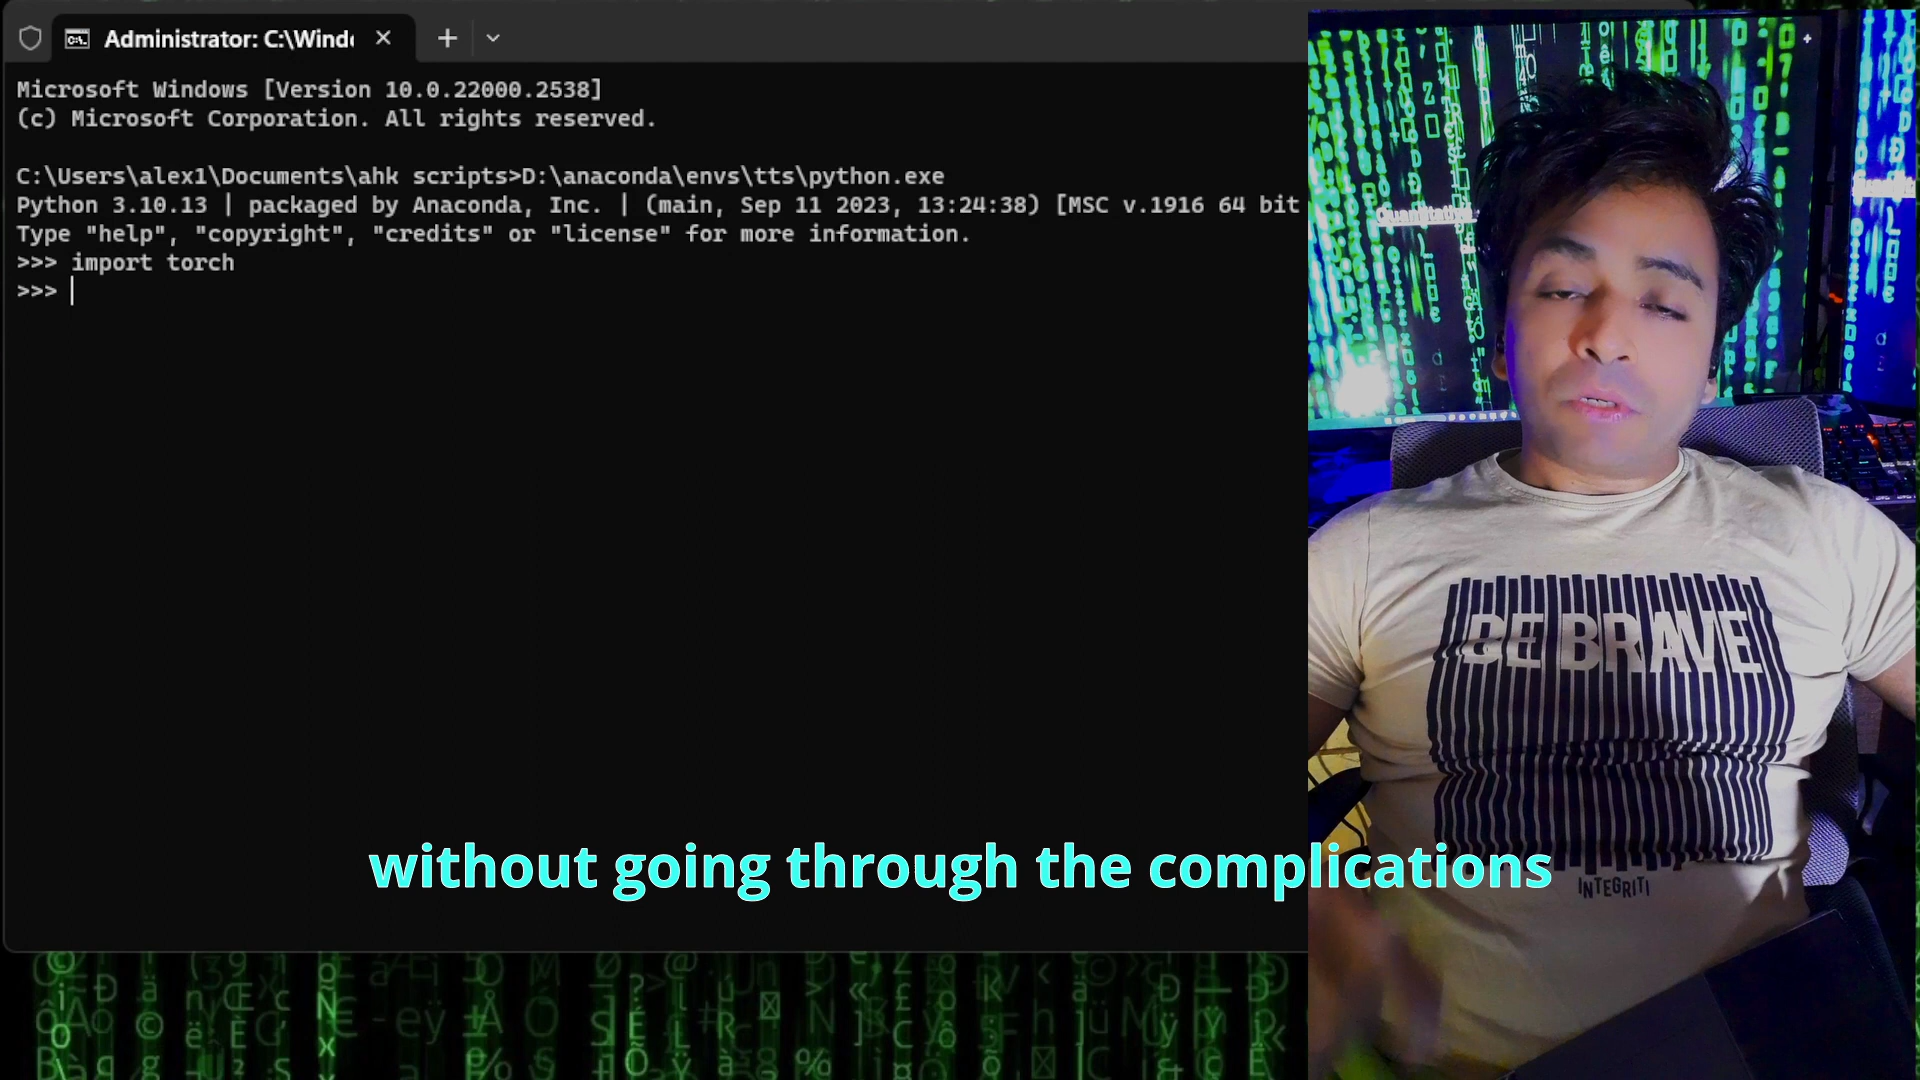 Administrator: C:\Wind
Microsoft Windows [Version 10.0.22000.2538]
(c) Microsoft Corporation. All rights reserved.
C:\Users\alex1\Documents\ahk scripts>D:\anaconda\envs\tts\python.exe
Python 3.10.13 | packaged by Anaconda, Inc. | (main, Sep 11 2023, 13:24:38) [MSC v.1916 64 bit
Type "help", "copyright", "credits" or "license" for more information.
>>> import torch
>>>
BE BRAVE
INTEGRITI
without going through the complications